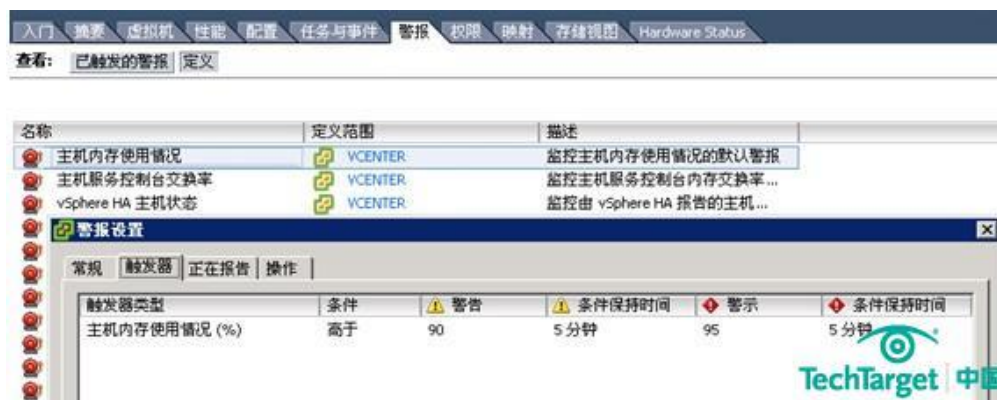 入门 摘要 虚拟机 性能 配置 任务与事件 警报 权限 映射 存储视图 Hardware Status
查看: 已触发的警报 定义
名称 定义范围 描述
主机内存使用情况 VCENTER 监控主机内存使用情况的默认警报
主机服务控制台交换率 VCENTER 监控主机服务控制台内存交换率...
vSphere HA 主机状态 VCENTER 监控由 vSphere HA 报告的主机...
警报设置
常规 触发器 正在报告 操作
触发器类型 条件 警告 条件保持时间 警示 条件保持时间
主机内存使用情况 (%) 高于 90 5 分钟 95 5 分钟
TechTarget 中国